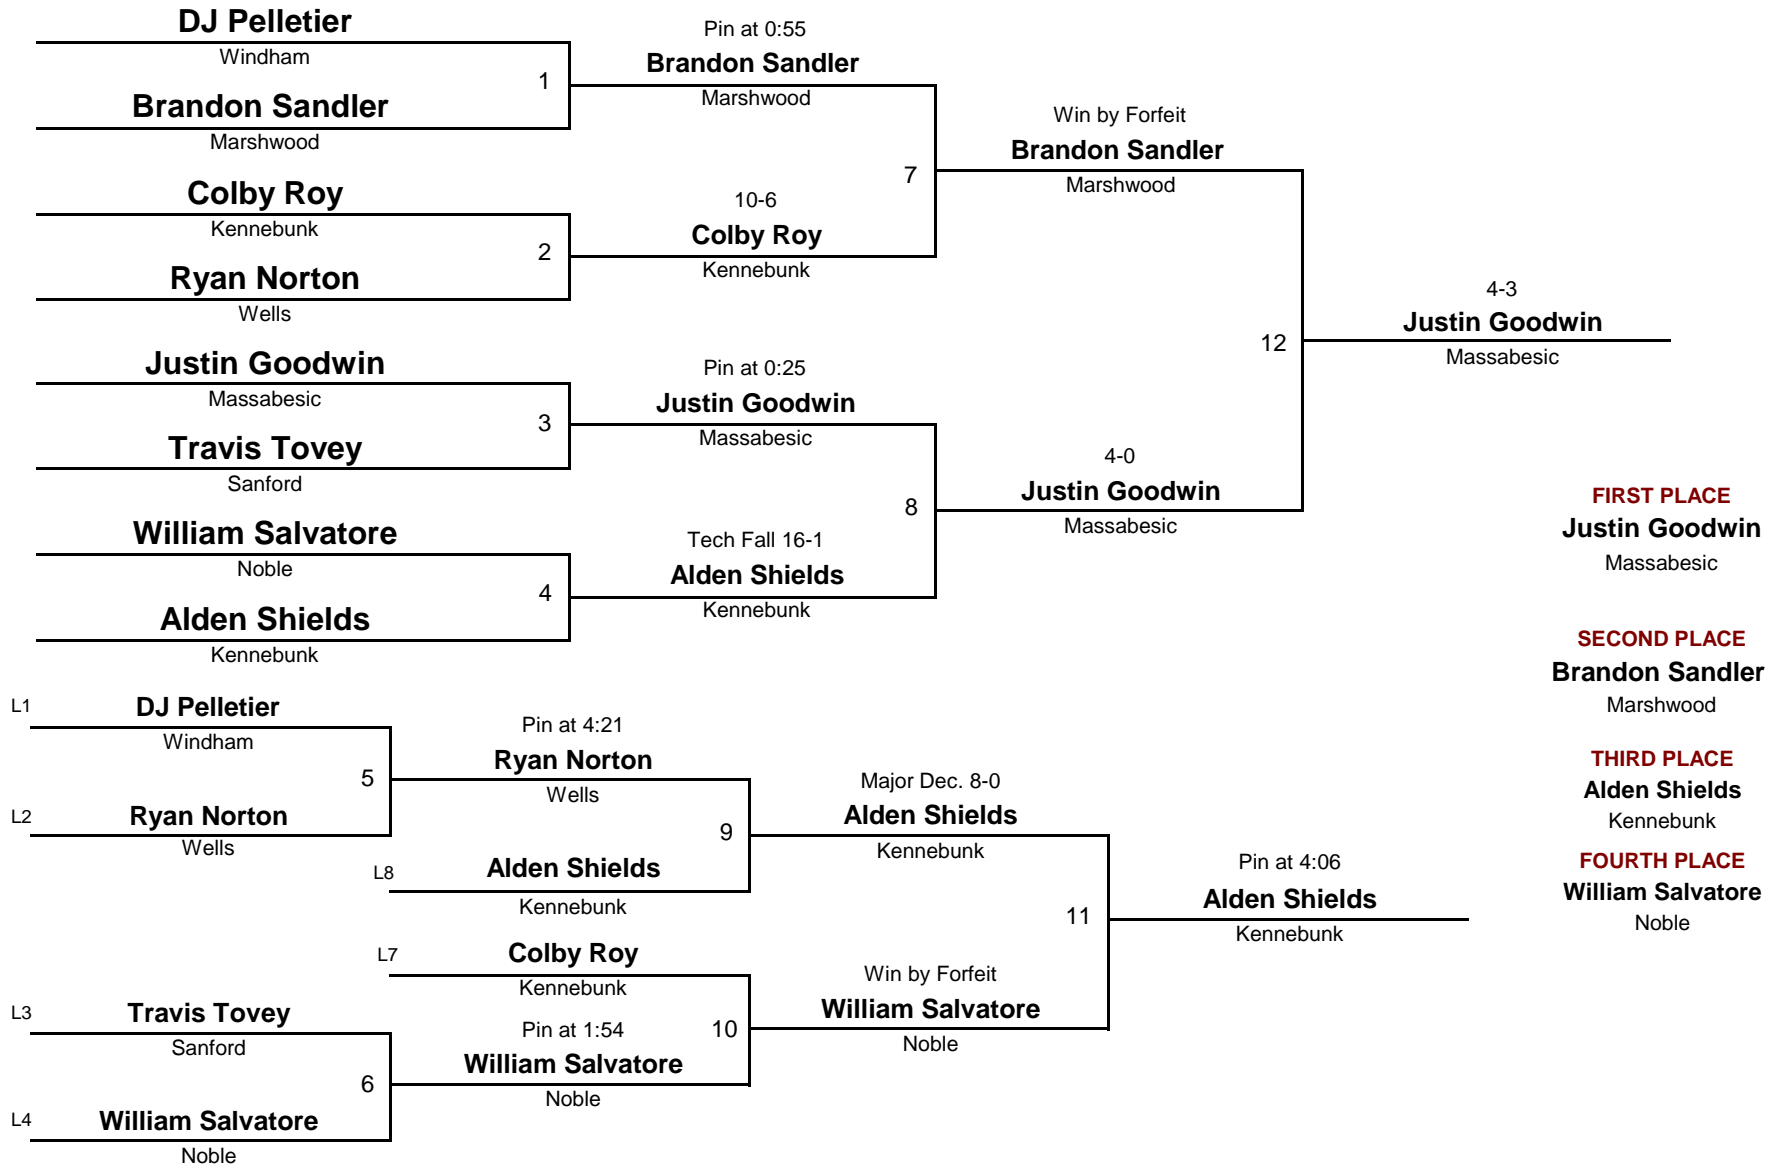 DJ Pelletier
Windham
1
Brandon Sandler
Marshwood
Pin at 0:55
Brandon Sandler
Marshwood
Colby Roy
Kennebunk
2
Ryan Norton
Wells
10-6
Colby Roy
Kennebunk
7
Win by Forfeit
Brandon Sandler
Marshwood
Justin Goodwin
Massabesic
3
Travis Tovey
Sanford
Pin at 0:25
Justin Goodwin
Massabesic
William Salvatore
Noble
4
Alden Shields
Kennebunk
Tech Fall 16-1
Alden Shields
Kennebunk
8
4-0
Justin Goodwin
Massabesic
12
4-3
Justin Goodwin
Massabesic
FIRST PLACE
Justin Goodwin
Massabesic
SECOND PLACE
Brandon Sandler
Marshwood
THIRD PLACE
Alden Shields
Kennebunk
FOURTH PLACE
William Salvatore
Noble
L1
DJ Pelletier
Windham
5
L2
Ryan Norton
Wells
Pin at 4:21
Ryan Norton
Wells
9
L8
Alden Shields
Kennebunk
Major Dec. 8-0
Alden Shields
Kennebunk
L7
Colby Roy
Kennebunk
10
L3
Travis Tovey
Sanford
6
L4
William Salvatore
Noble
Pin at 1:54
William Salvatore
Noble
Win by Forfeit
William Salvatore
Noble
11
Pin at 4:06
Alden Shields
Kennebunk